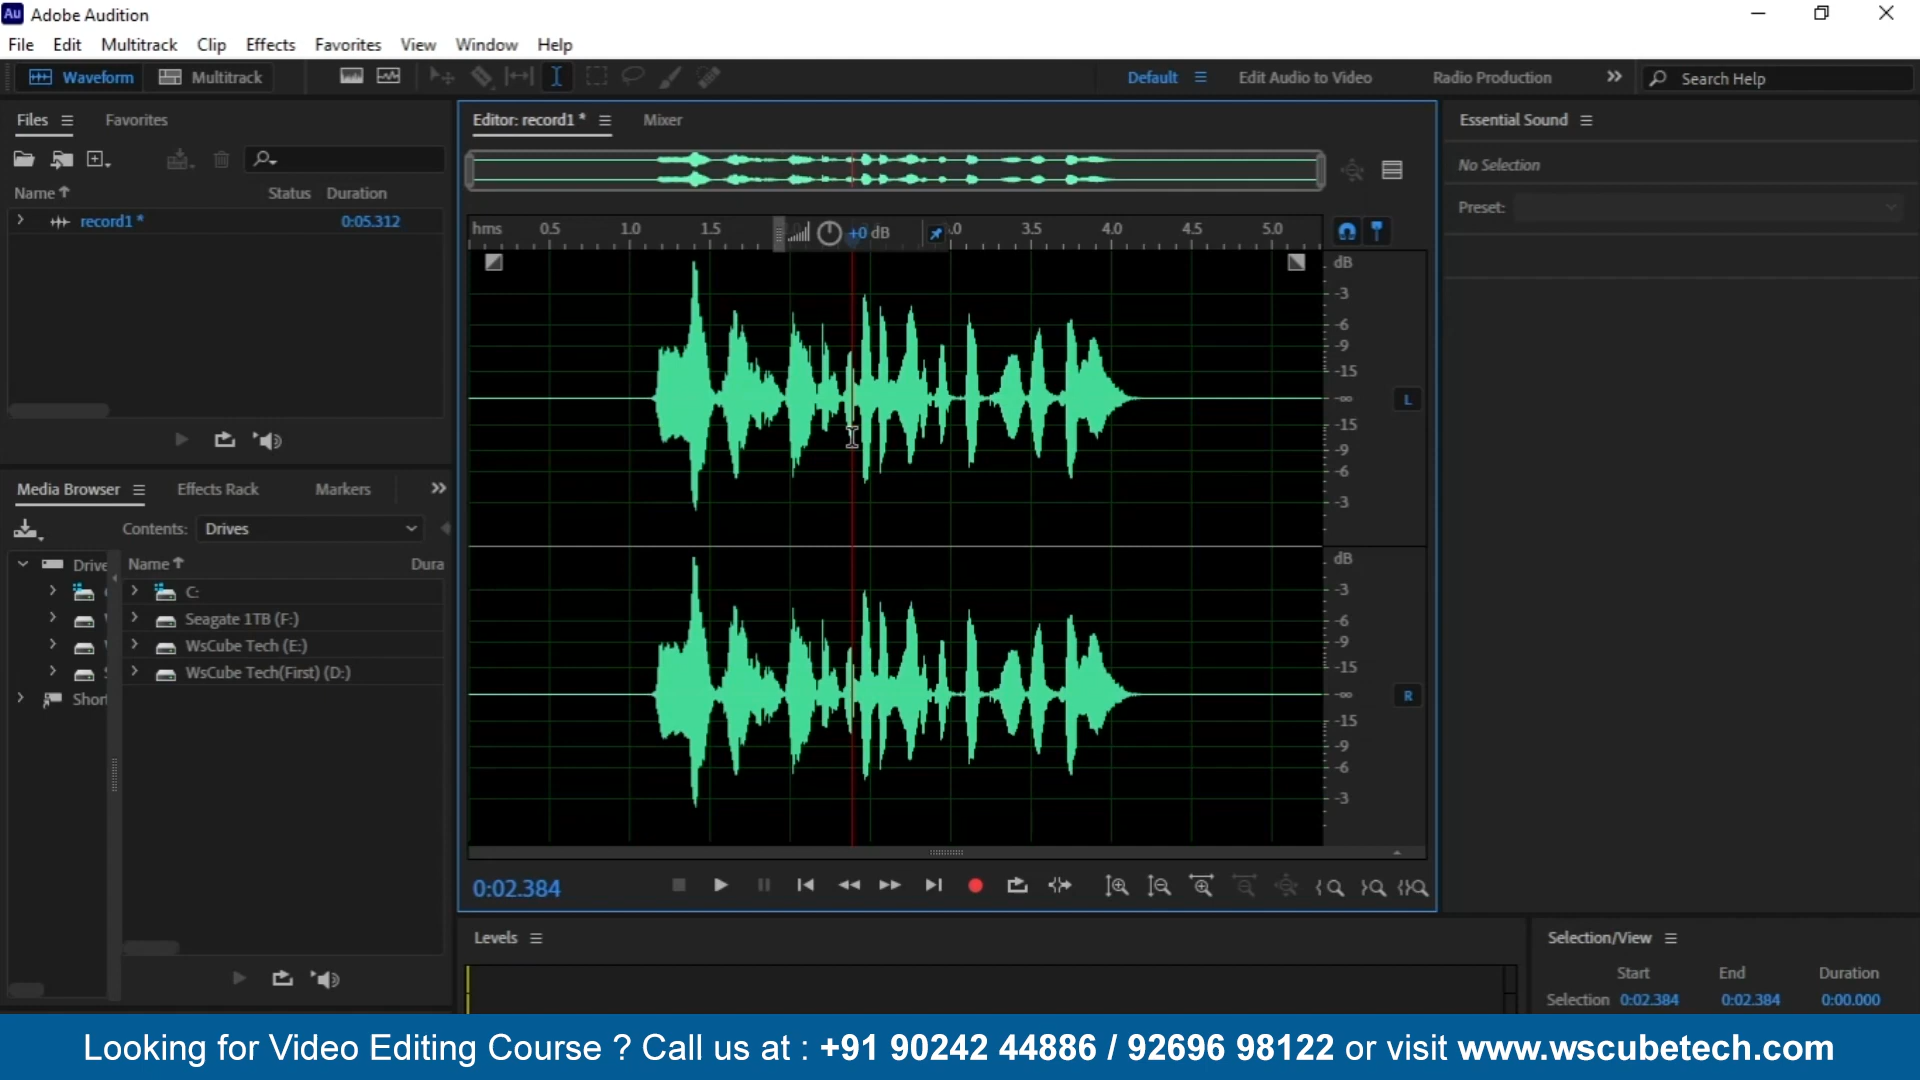 Au Adobe Audition
File Edit Multitrack Clip Effects Favorites View Window Help
Waveform Multitrack Default Edit Audio to Video Radio Production Search Help
Files Favorites
Name Status Duration
record1 * 0:05.312
Media Browser Effects Rack Markers
Contents: Drives
Drive
Shor
Name Dura
C:
Seagate 1TB (F:)
WsCube Tech (E:)
WsCube Tech(First) (D:)
Editor: record1 * Mixer
hms 0.5 1.0 1.5 +0 dB .0 3.5 4.0 4.5 5.0
dB
-3
-6
-9
-15
-∞
-15
-9
-6
-3
L
dB
-3
-6
-9
-15
-∞
-15
-9
-6
-3
R
0:02.384
Levels
Essential Sound
No Selection
Preset:
Selection/View
Start End Duration
Selection 0:02.384 0:02.384 0:00.000
Looking for Video Editing Course ? Call us at : +91 90242 44886 / 92696 98122 or visit www.wscubetech.com